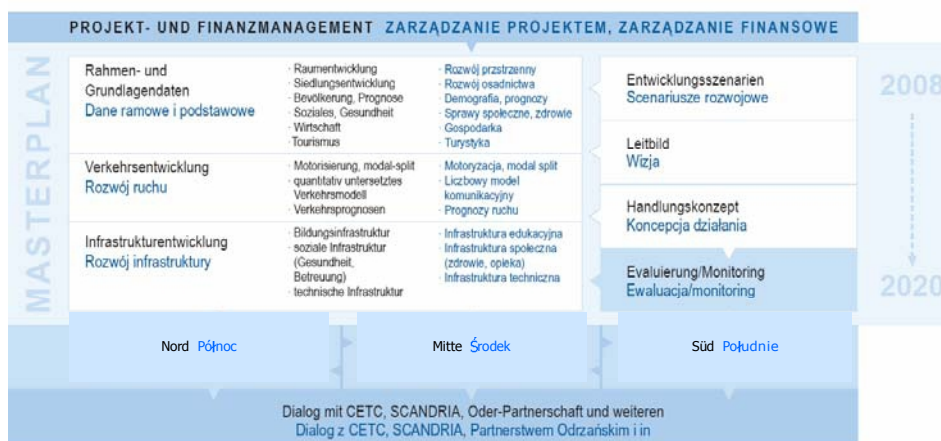 PROJEKT- UND FINANZMANAGEMENT ZARZĄDZANIE PROJEKTEM, ZARZĄDZANIE FINANSOWE
MASTERPLAN
Rahmen- und
Grundlagendaten
Dane ramowe i podstawowe
· Raumentwicklung
· Siedlungsentwicklung
· Bevölkerung, Prognose
· Soziales, Gesundheit
· Wirtschaft
· Tourismus
· Rozwój przstrzenny
· Rozwój osadnictwa
· Demografia, prognozy
· Sprawy społeczne, zdrowie
· Gospodarka
· Turystyka
Verkehrsentwicklung
Rozwój ruchu
· Motorisierung, modal-split
· quantitativ untersetztes
Verkehrsmodell
· Verkehrsprognosen
· Motoryzacja, modal split
· Liczbowy model
komunikacyjny
· Prognozy ruchu
Infrastrukturentwicklung
Rozwój infrastruktury
· Bildungsinfrastruktur
· soziale Infrastruktur
(Gesundheit,
Betreuung)
· technische Infrastruktur
· Infrastruktura edukacyjna
· Infrastruktura społeczna
(zdrowie, opieka)
· Infrastruktura techniczna
Entwicklungsszenarien
Scenariusze rozwojowe
Leitbild
Wizja
Handlungskonzept
Koncepcja działania
Evaluierung/Monitoring
Ewaluacja/monitoring
2008
2020
Nord Północ
Mitte Środek
Süd Południe
Dialog mit CETC, SCANDRIA, Oder-Partnerschaft und weiteren
Dialog z CETC, SCANDRIA, Partnerstwem Odrzańskim i in